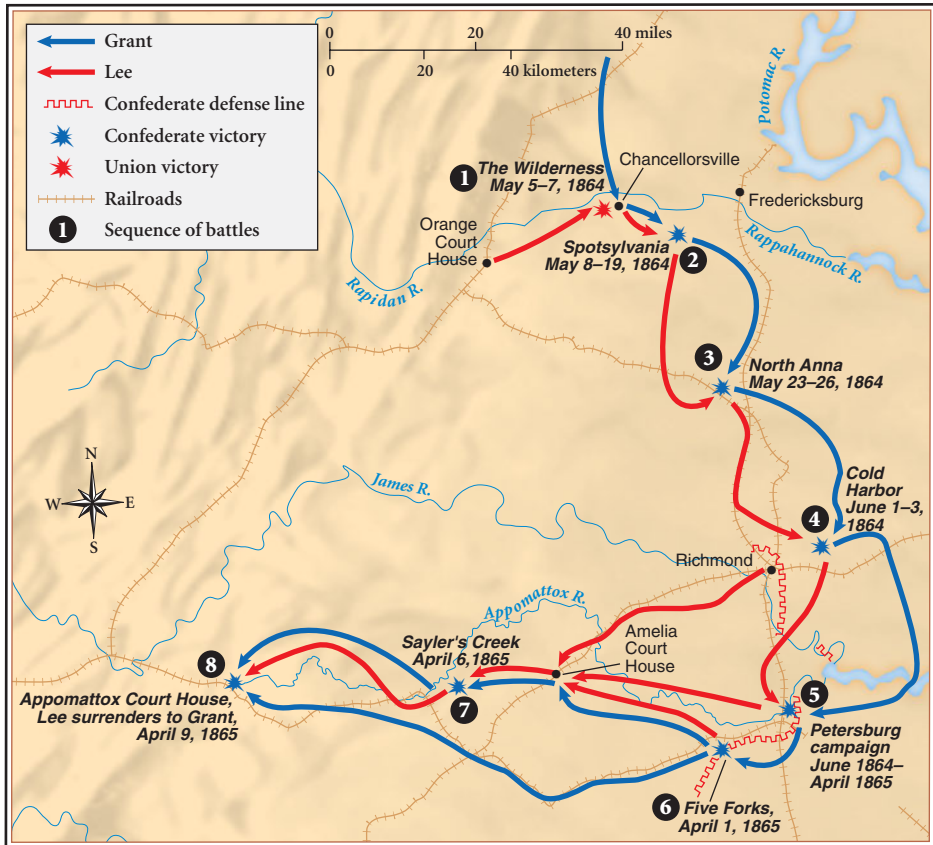 Grant
Lee
Confederate defense line
Confederate victory
Union victory
Railroads
1 Sequence of battles
0 20 40 miles
0 20 40 kilometers
Potomac R.
1 The Wilderness
May 5–7, 1864
Chancellorsville
Fredericksburg
Orange
Court
House
Spotsylvania
May 8–19, 1864
2
Rappahannock R.
Rapidan R.
3
North Anna
May 23–26, 1864
N
W E
S
James R.
Cold
Harbor
June 1–3,
1864
4
Richmond
Appomattox R.
Amelia
Court
House
Sayler's Creek
April 6,1865
8
Appomattox Court House,
Lee surrenders to Grant,
April 9, 1865
7
5
Petersburg
campaign
June 1864–
April 1865
6 Five Forks,
April 1, 1865